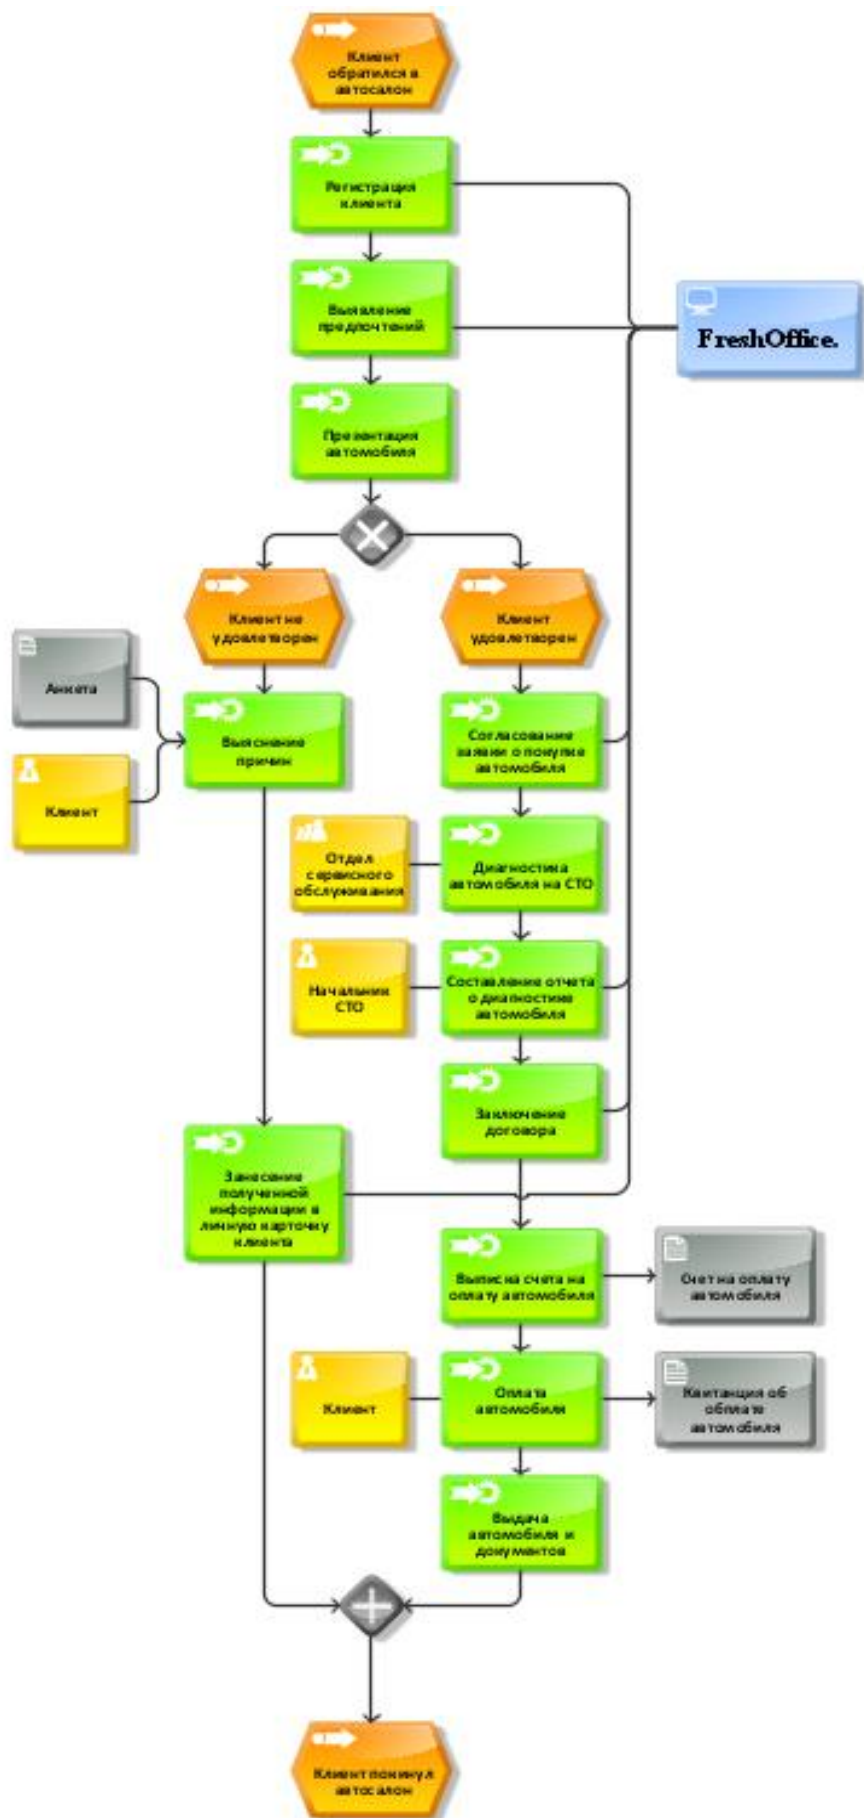 Клиент
обратился в
автосалон
Регистрация
клиента
Выявление
предпочтений
FreshOffice.
Презентация
автомобиля
Клиент не
удовлетворен
Клиент
удовлетворен
Анкета
Выяснение
причин
Согласование
заявки о покупке
автомобиля
Клиент
Отдел
сервисного
обслуживания
Диагностика
автомобиля на СТО
Начальник
СТО
Составление отчета
о диагностике
автомобиля
Заключение
договора
Занесение
полученной
информации в
личную карточку
клиента
Выписка счета на
оплату автомобиля
Счет на оплату
автомобиля
Клиент
Оплата
автомобиля
Квитанция об
обплате
автомобиля
Выдача
автомобиля и
документов
Клиент покинул
автосалон